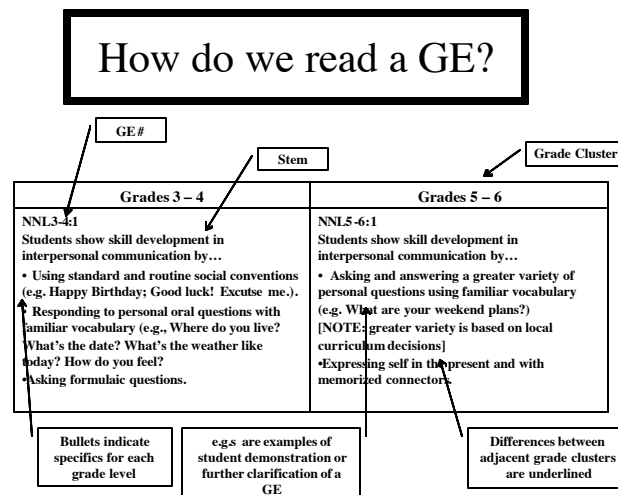 How do we read a GE?
GE#
Stem
Grade Cluster
Grades 3 – 4
NNL3-4:1
Students show skill development in
interpersonal communication by…
• Using standard and routine social conventions
(e.g. Happy Birthday; Good luck! Excutse me.).
• Responding to personal oral questions with
familiar vocabulary (e.g., Where do you live?
What's the date? What's the weather like
today? How do you feel?
•Asking formulaic questions.
Grades 5 – 6
NNL5-6:1
Students show skill development in
interpersonal communication by…
• Asking and answering a greater variety of
personal questions using familiar vocabulary
(e.g. What are your weekend plans?)
[NOTE: greater variety is based on local
curriculum decisions]
•Expressing self in the present and with
memorized connectors.
Bullets indicate
specifics for each
grade level
e.g.s are examples of
student demonstration or
further clarification of a
GE
Differences between
adjacent grade clusters
are underlined